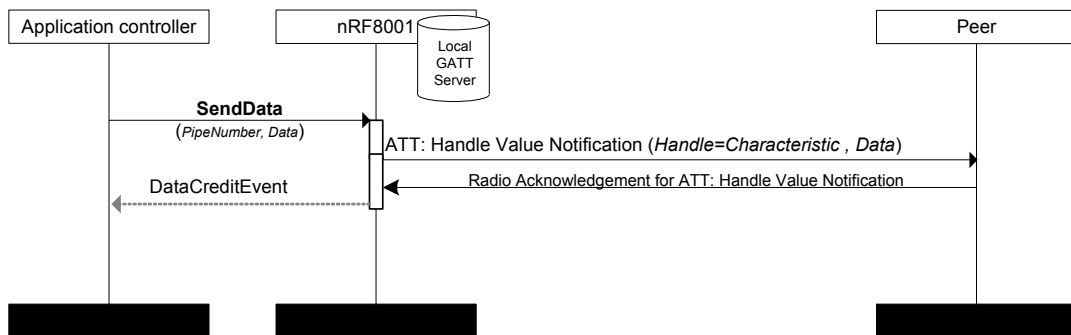 Application controller
nRF8001
Peer
Local
GATT
Server
SendData
(PipeNumber, Data)
ATT: Handle Value Notification (Handle=Characteristic , Data)
Radio Acknowledgement for ATT: Handle Value Notification
DataCreditEvent